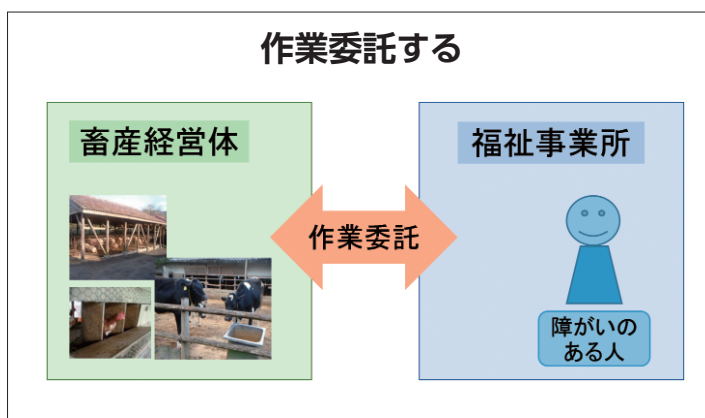 作業委託する
畜産経営体
福祉事業所
作業委託
障がいの
ある人